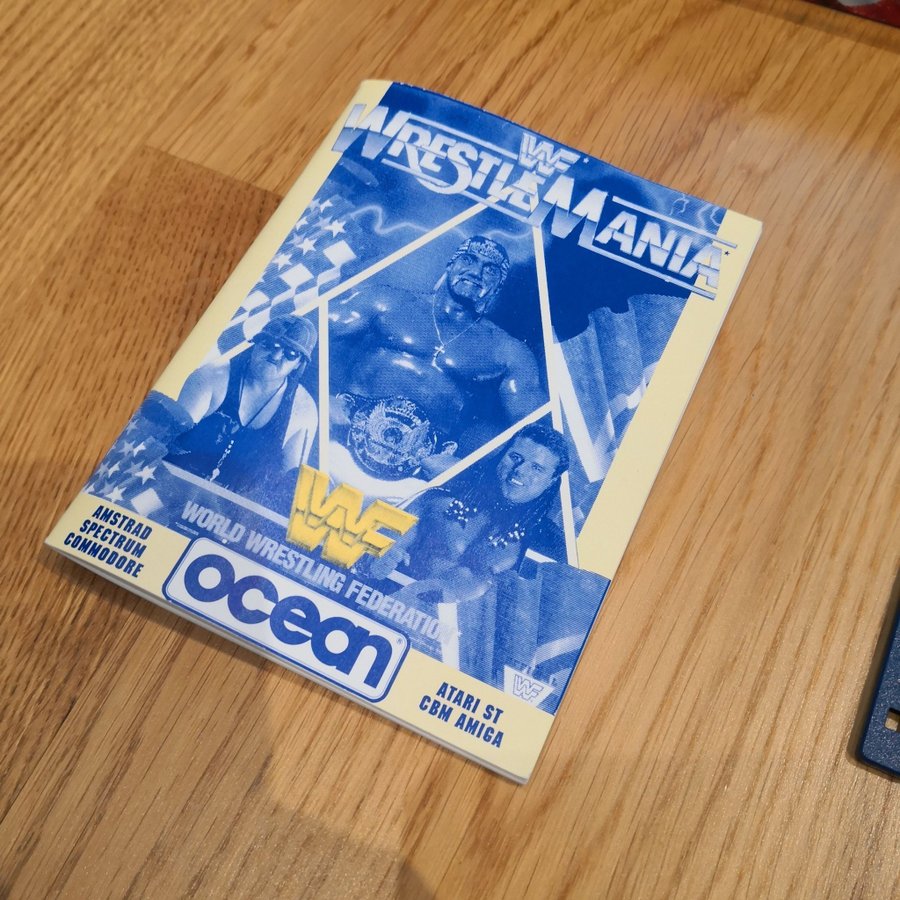 WF
WRESTLEMANIA
WF
WORLD WRESTLING FEDERATION
AMSTRAD
SPECTRUM
COMMODORE
ocean®
ATARI ST
CBM AMIGA
WF